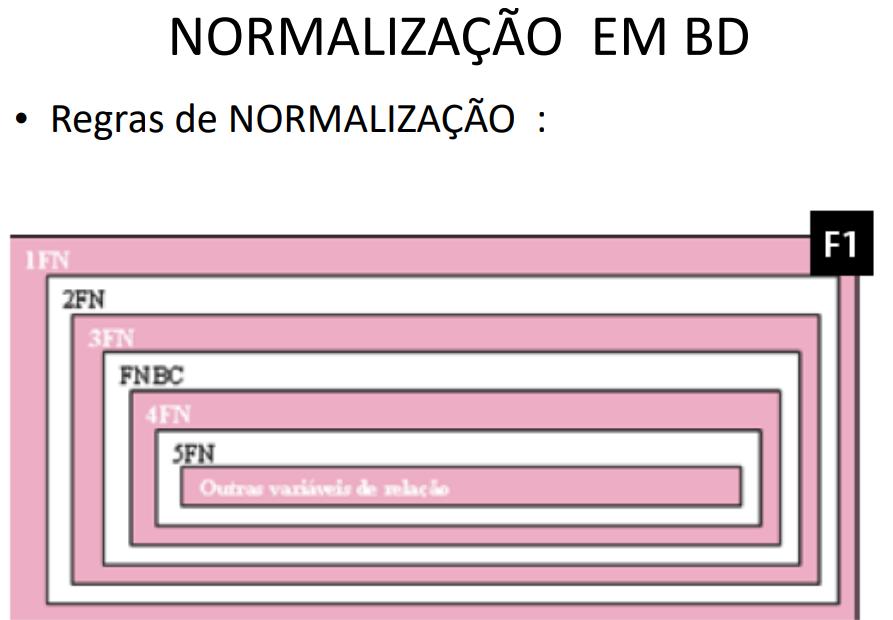 NORMALIZAÇÃO EM BD
• Regras de NORMALIZAÇÃO :
F1
1FN
2FN
3FN
FNBC
4FN
5FN
Outras variáveis de relação